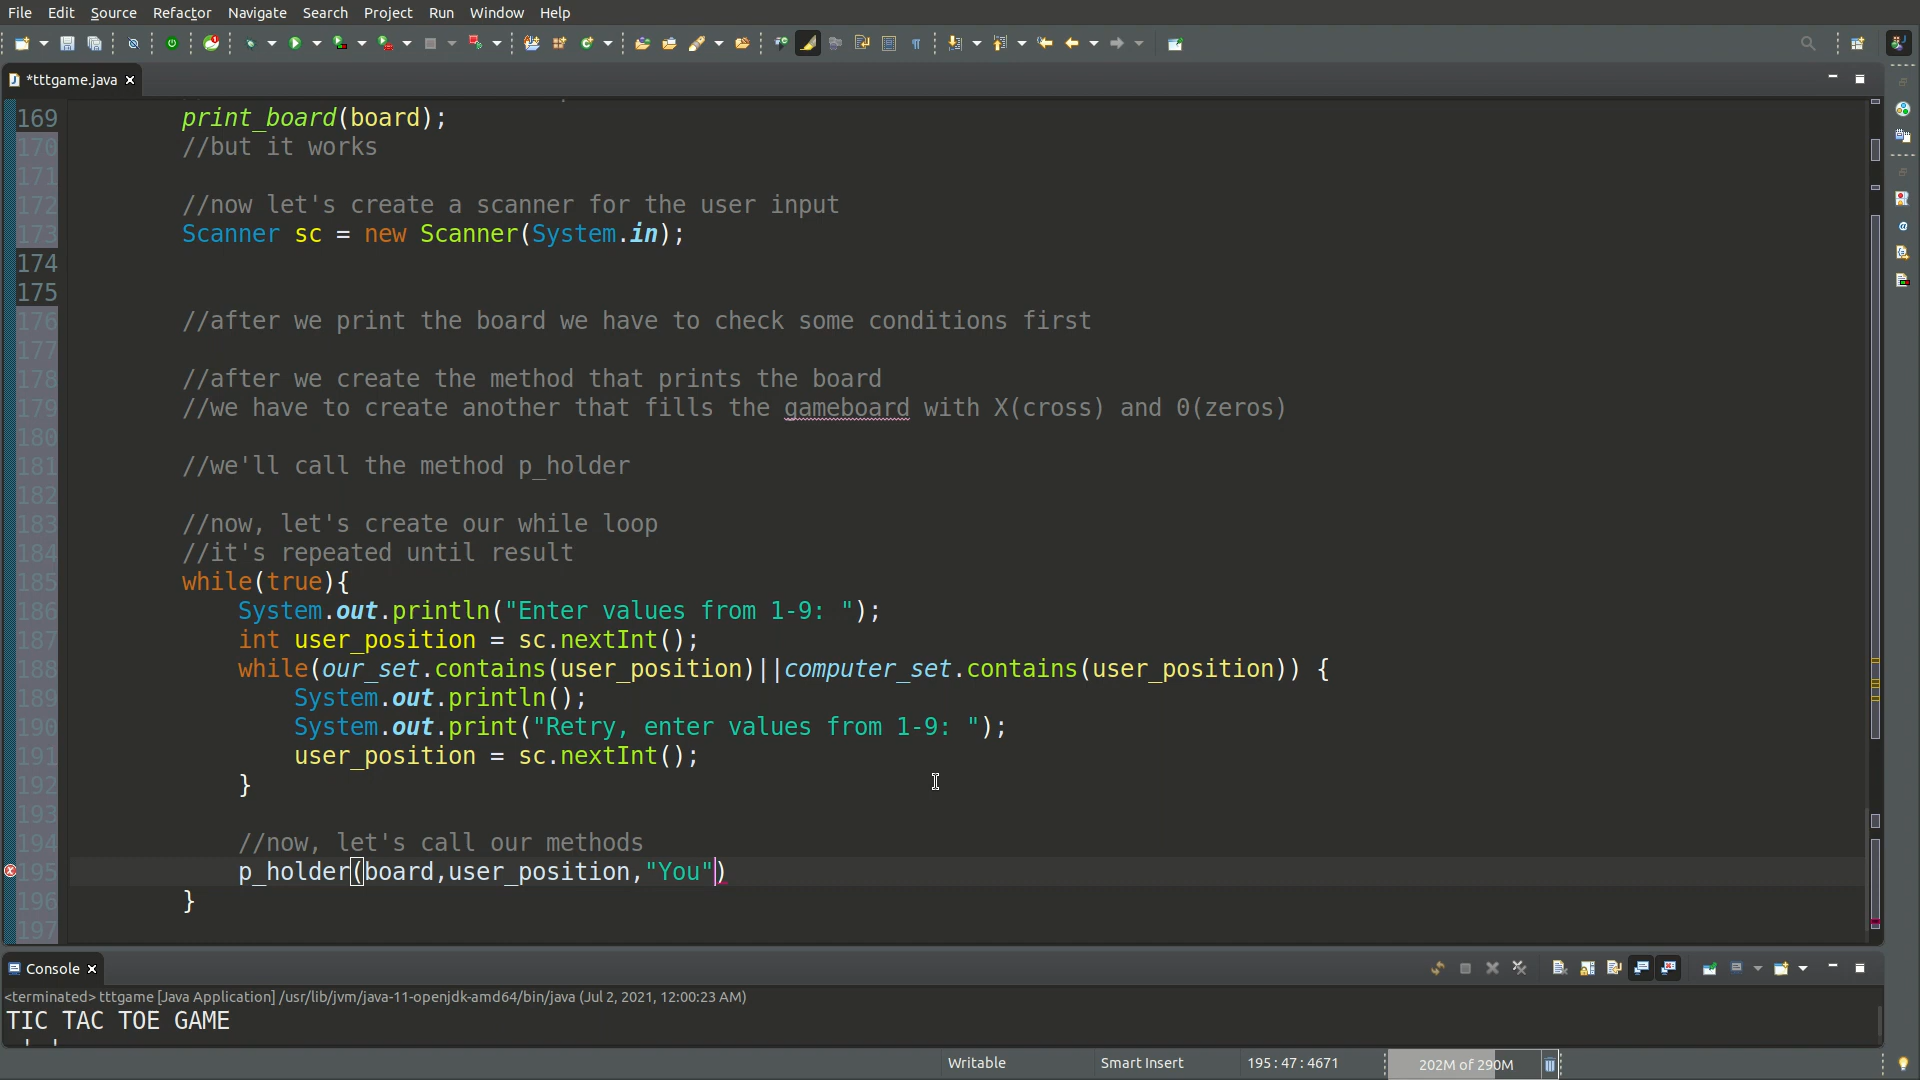 File Edit Source Refactor Navigate Search Project Run Window Help
*tttgame.java
169 print_board(board);
170 //but it works
171
172 //now let's create a scanner for the user input
173 Scanner sc = new Scanner(System.in);
174
175
176 //after we print the board we have to check some conditions first
177
178 //after we create the method that prints the board
179 //we have to create another that fills the gameboard with X(cross) and 0(zeros)
180
181 //we'll call the method p_holder
182
183 //now, let's create our while loop
184 //it's repeated until result
185 while(true){
186 System.out.println("Enter values from 1-9: ");
187 int user_position = sc.nextInt();
188 while(our_set.contains(user_position)||computer_set.contains(user_position)) {
189 System.out.println();
190 System.out.print("Retry, enter values from 1-9: ");
191 user_position = sc.nextInt();
192 }
193
194 //now, let's call our methods
195 p_holder(board,user_position,"You")
196 }
197
Console
<terminated> tttgame [Java Application] /usr/lib/jvm/java-11-openjdk-amd64/bin/java (Jul 2, 2021, 12:00:23 AM)
TIC TAC TOE GAME
Writable Smart Insert 195 : 47 : 4671 202M of 290M